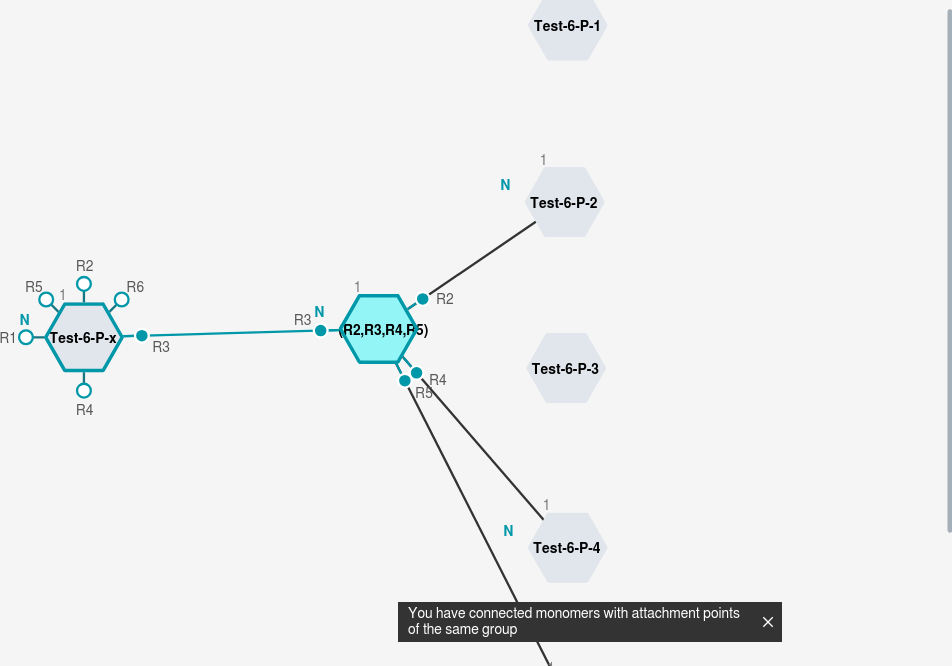 Test-6-P-1
1
N
Test-6-P-2
R2
R5
1
R6
N
R1
Test-6-P-x
R3
R4
1
N
R3
(R2,R3,R4,R5)
R2
R4
R5
Test-6-P-3
1
N
Test-6-P-4
You have connected monomers with attachment points
of the same group